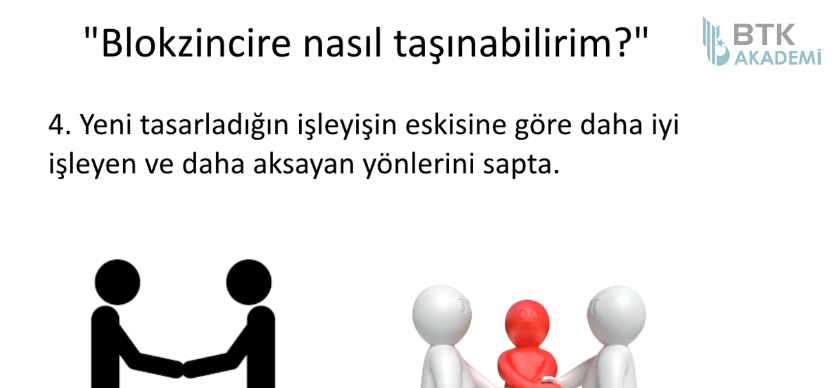 "Blokzincire nasıl taşınabilirim?"
BTK
AKADEMİ
4. Yeni tasarladığın işleyişin eskisine göre daha iyi
işleyen ve daha aksayan yönlerini sapta.